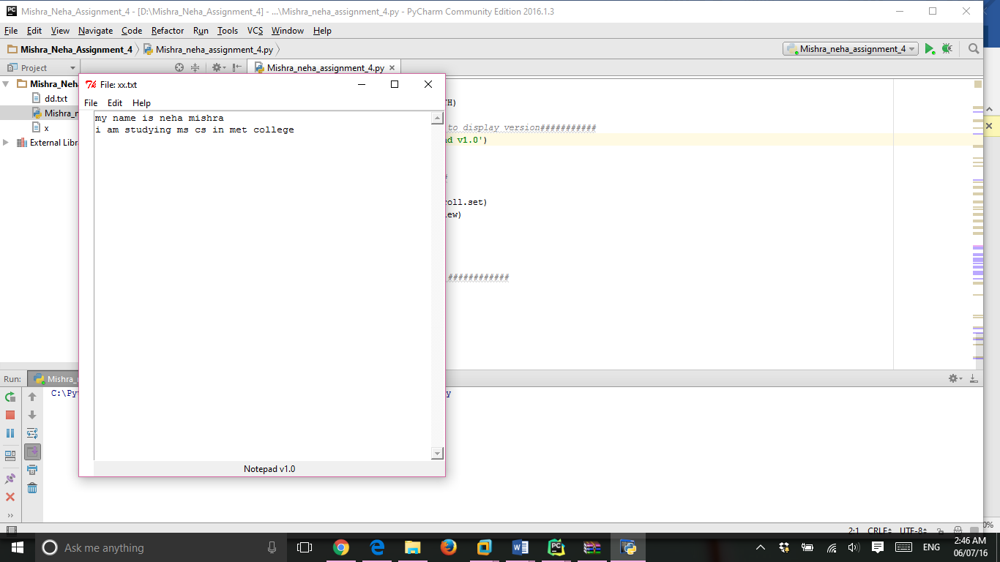 Mishra_Neha_Assignment_4 - [D:\Mishra_Neha_Assignment_4] - ...\Mishra_neha_assignment_4.py - PyCharm Community Edition 2016.1.3
File Edit View Navigate Code Refactor Run Tools VCS Window Help
Mishra_Neha_Assignment_4 Mishra_neha_assignment_4.py Mishra_neha_assignment_4
Project Mishra_neha_assignment_4.py
Mishra_Neha
dd.txt
Mishra_n
x
External Libra
File: xx.txt
File Edit Help
my name is neha mishra
i am studying ms cs in met college
Notepad v1.0
H)
to display version###########
ad v1.0')
#
roll.set)
iew)
############
Run: Mishra_
C:\Py y
2:1 CRLF UTF-8
0%
Ask me anything
ENG 2:46 AM
06/07/16